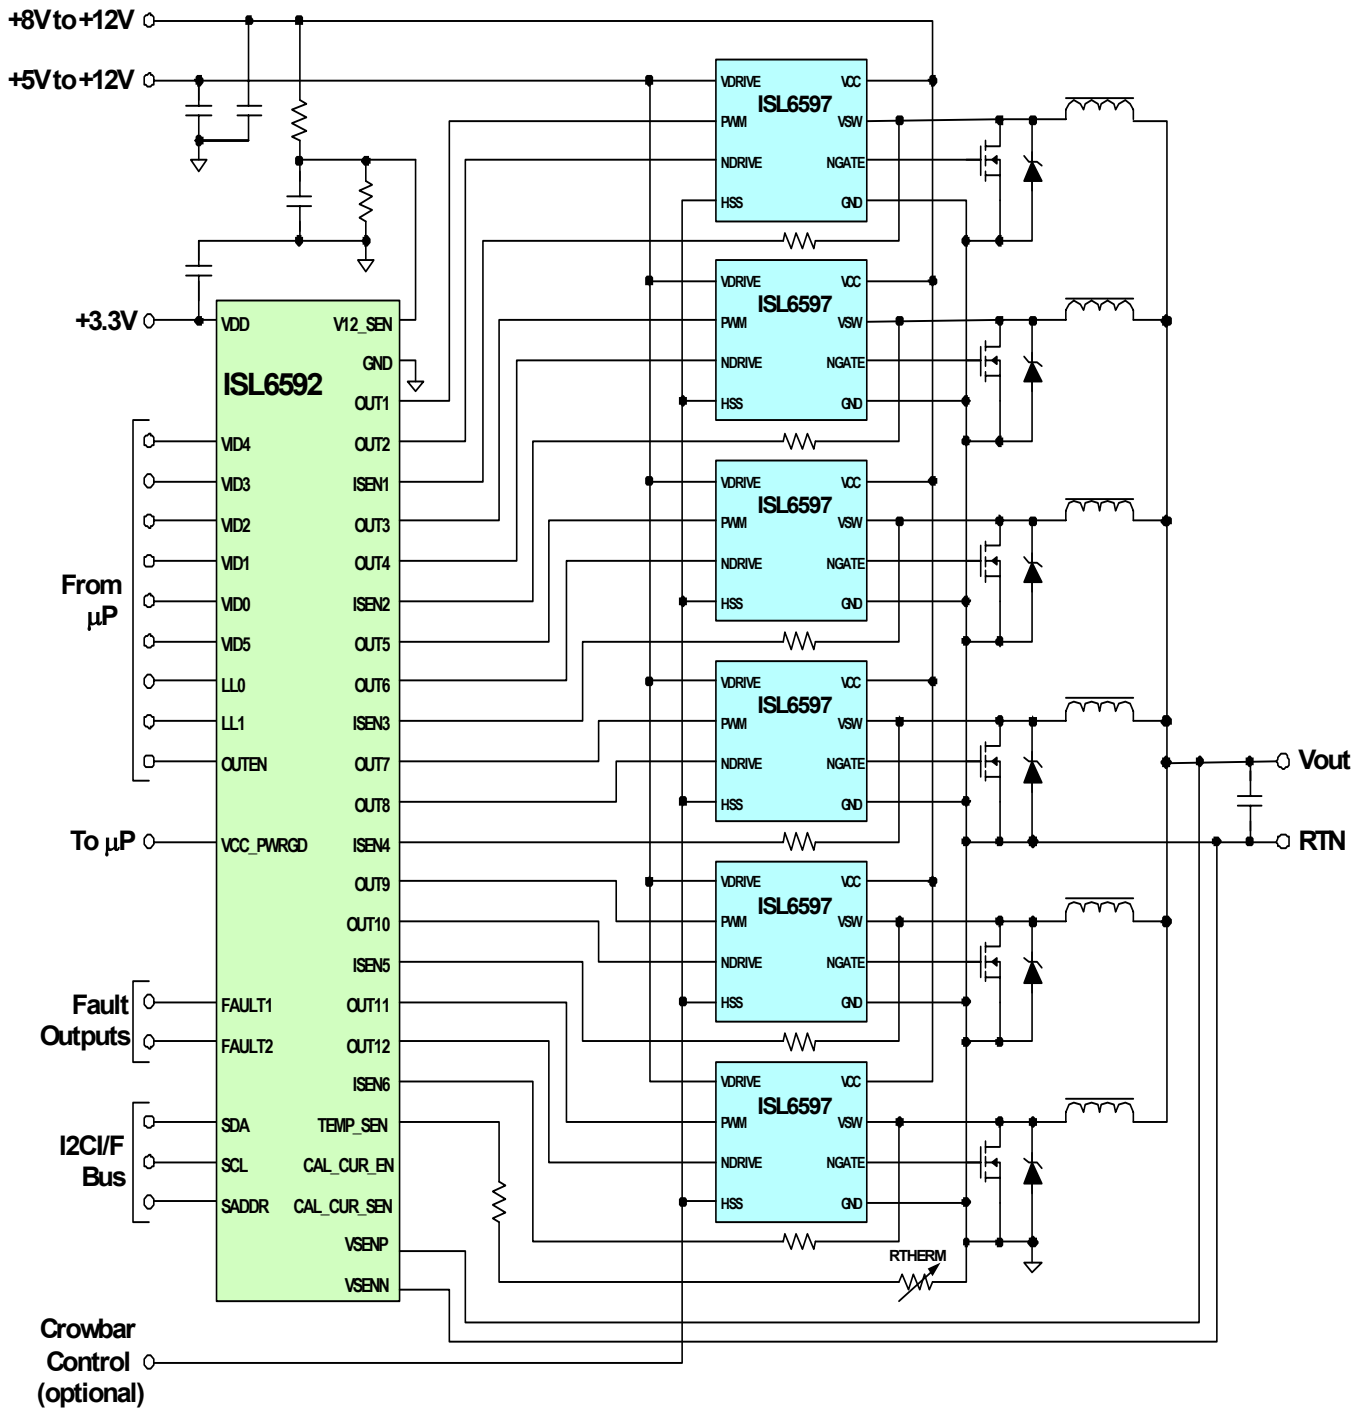 +8V to +12V
+5V to +12V
+3.3V
ISL6592
VDD
V12_SEN
GND
OUT1
VID4
OUT2
VID3
ISEN1
VID2
OUT3
VID1
OUT4
VID0
ISEN2
VID5
OUT5
LL0
OUT6
LL1
ISEN3
OUTEN
OUT7
OUT8
VCC_PWRGD
ISEN4
OUT9
OUT10
ISEN5
FAULT1
OUT11
FAULT2
OUT12
ISEN6
SDA
TEMP_SEN
SCL
CAL_CUR_EN
SADDR
CAL_CUR_SEN
VSENP
VSENN
From
μP
To μP
Fault
Outputs
I2CI/F
Bus
Crowbar
Control
(optional)
VDRIVE
VCC
ISL6597
PWM
VSW
NDRIVE
NGATE
HSS
GND
VDRIVE
VCC
ISL6597
PWM
VSW
NDRIVE
NGATE
HSS
GND
VDRIVE
VCC
ISL6597
PWM
VSW
NDRIVE
NGATE
HSS
GND
VDRIVE
VCC
ISL6597
PWM
VSW
NDRIVE
NGATE
HSS
GND
VDRIVE
VCC
ISL6597
PWM
VSW
NDRIVE
NGATE
HSS
GND
VDRIVE
VCC
ISL6597
PWM
VSW
NDRIVE
NGATE
HSS
GND
RTHERM
Vout
RTN